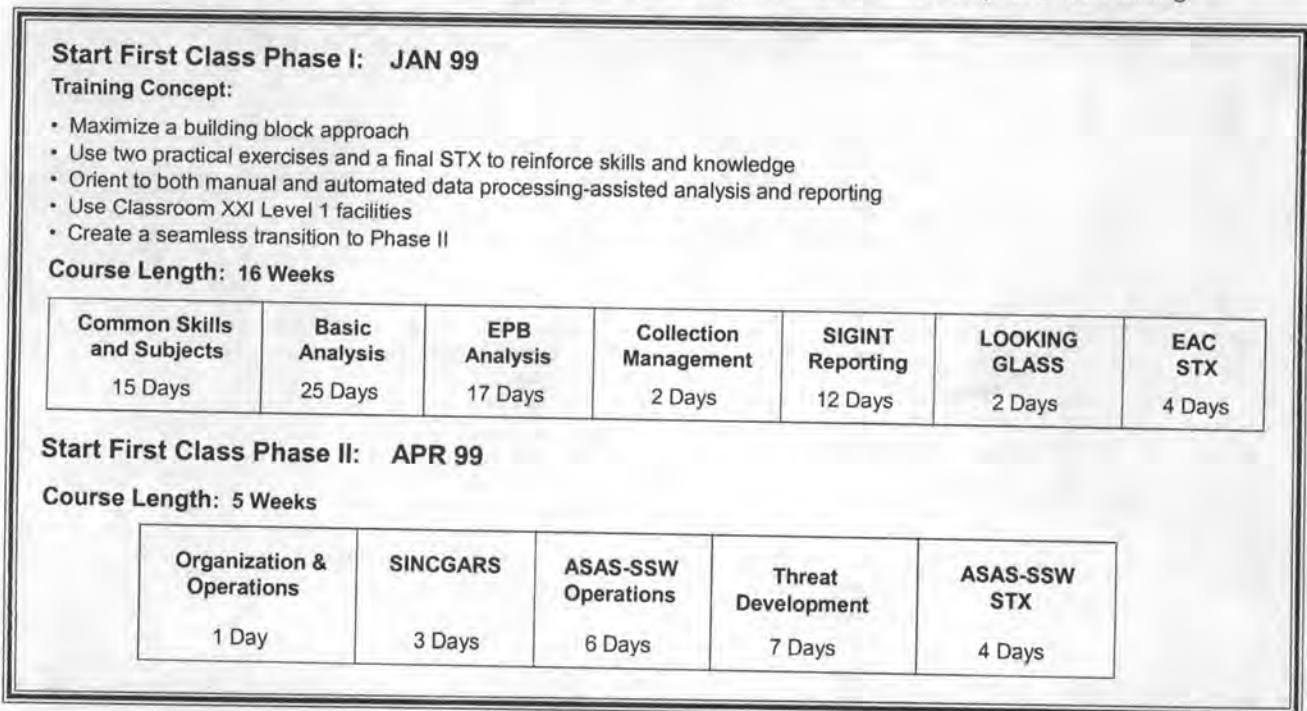 Start First Class Phase I: JAN 99
Training Concept:
• Maximize a building block approach
• Use two practical exercises and a final STX to reinforce skills and knowledge
• Orient to both manual and automated data processing-assisted analysis and reporting
• Use Classroom XXI Level 1 facilities
• Create a seamless transition to Phase II
Course Length: 16 Weeks
Common Skills and Subjects
15 Days
Basic Analysis
25 Days
EPB Analysis
17 Days
Collection Management
2 Days
SIGINT Reporting
12 Days
LOOKING GLASS
2 Days
EAC STX
4 Days
Start First Class Phase II: APR 99
Course Length: 5 Weeks
Organization & Operations
1 Day
SINCGARS
3 Days
ASAS-SSW Operations
6 Days
Threat Development
7 Days
ASAS-SSW STX
4 Days